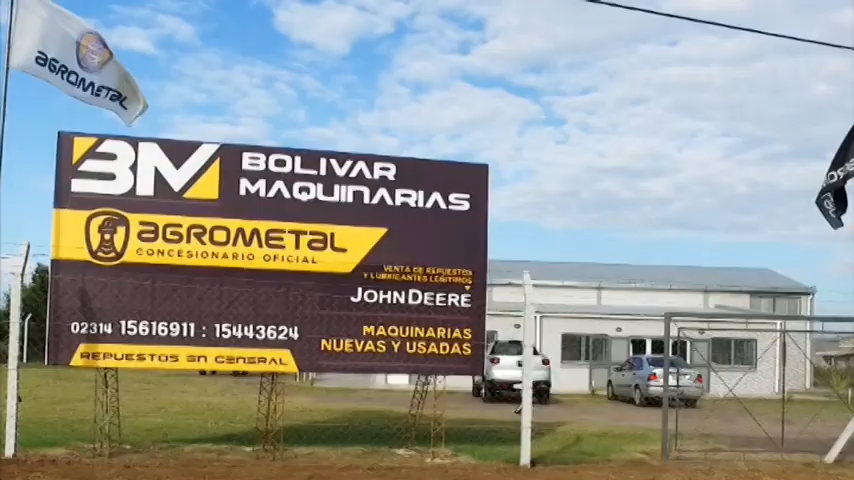 AGROMETAL
BM
BOLIVAR
MAQUINARIAS
AGROMETAL
CONCESIONARIO OFICIAL
VENTA DE REPUESTOS
Y LUBRICANTES LEGÍTIMOS
JOHN DEERE
02314 15616911 : 15443624
MAQUINARIAS
NUEVAS Y USADAS
REPUESTOS EN GENERAL